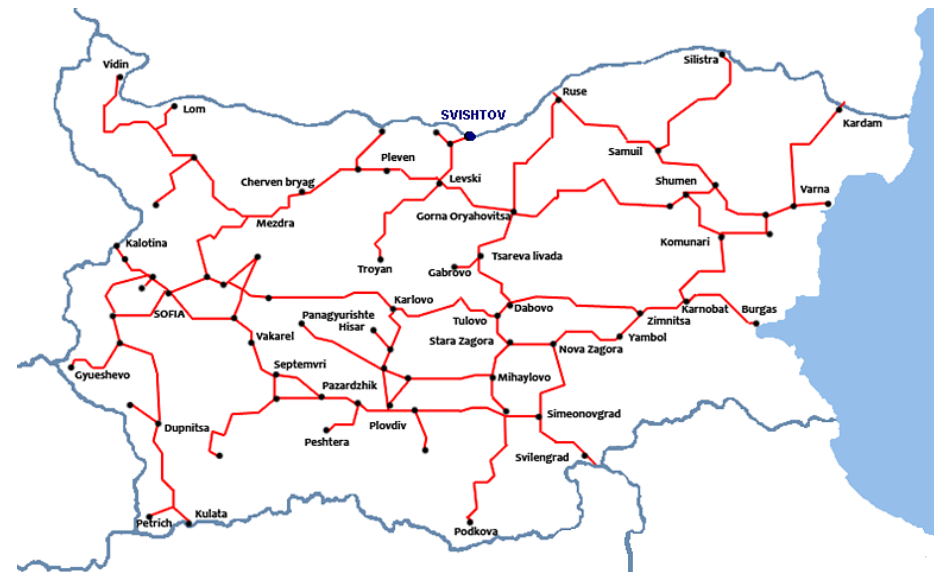 Vidin
Silistra
Ruse
Lom
SVISHTOV
Kardam
Samuil
Pleven
Cherven bryag
Levski
Shumen
Varna
Gorna Oryahovitsa
Mezdra
Kalotina
Komunari
Tsareva livada
Troyan
Gabrovo
Karlovo
Dabovo
Karnobat
Burgas
SOFIA
Panagyurishte
Hisar
Tulovo
Zimnitsa
Vakarel
Stara Zagora
Nova Zagora
Yambol
Gyueshevo
Septemvri
Mihaylovo
Pazardzhik
Simeonovgrad
Dupnitsa
Plovdiv
Peshtera
Svilengrad
Petrich
Kulata
Podkova